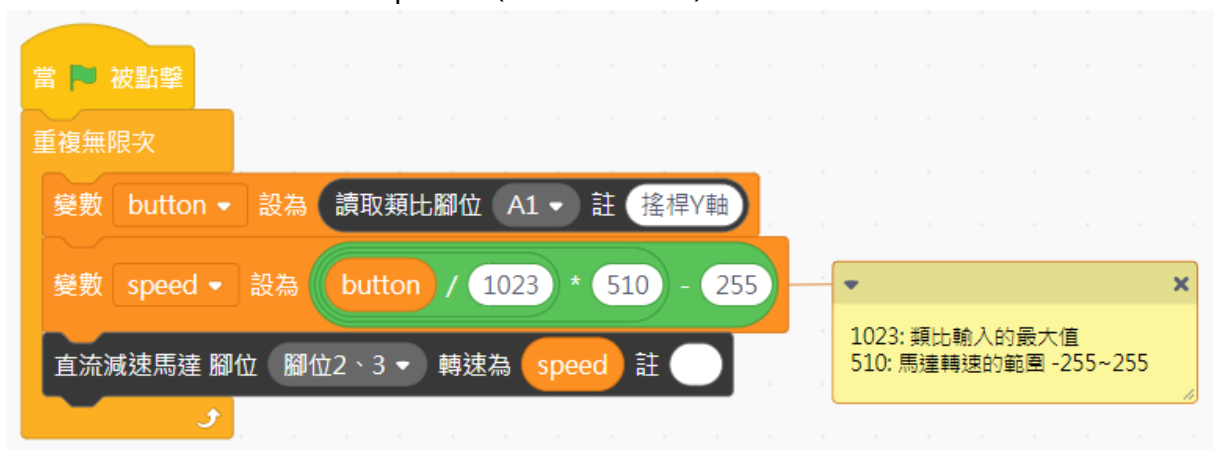 當 被點擊
重複無限次
變數 button 設為 讀取類比腳位 A1 註 搖桿Y軸
變數 speed 設為 button / 1023 * 510 - 255
直流減速馬達 腳位 腳位2、3 轉速為 speed 註
1023: 類比輸入的最大值
510: 馬達轉速的範圍 -255~255